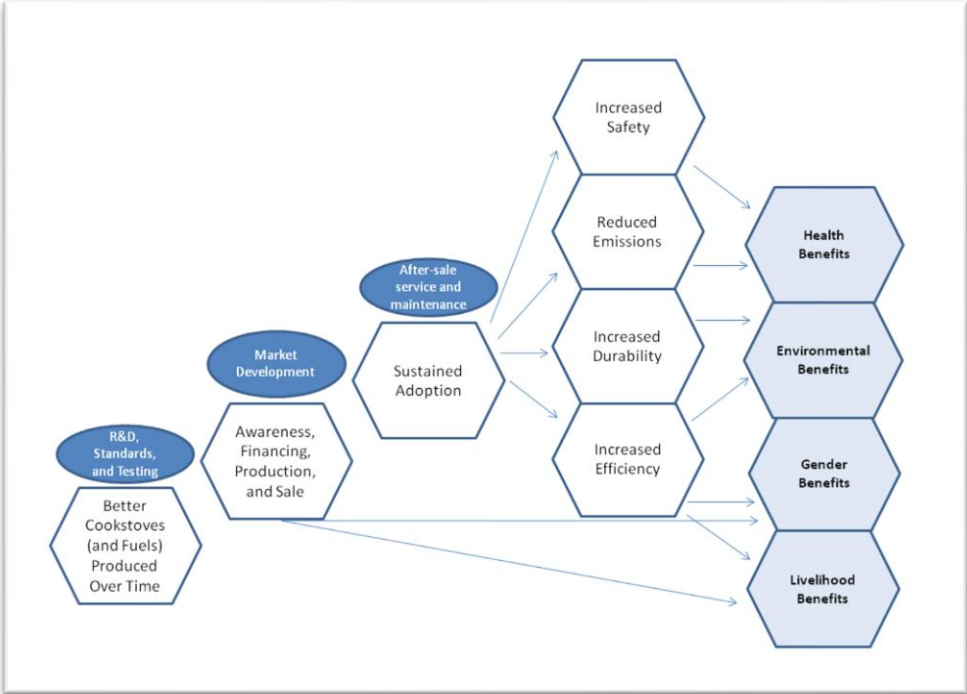 R&D,
Standards,
and Testing
Better
Cookstoves
(and Fuels)
Produced
Over Time
Market
Development
Awareness,
Financing,
Production,
and Sale
After-sale
service and
maintenance
Sustained
Adoption
Increased
Safety
Reduced
Emissions
Increased
Durability
Increased
Efficiency
Health
Benefits
Environmental
Benefits
Gender
Benefits
Livelihood
Benefits